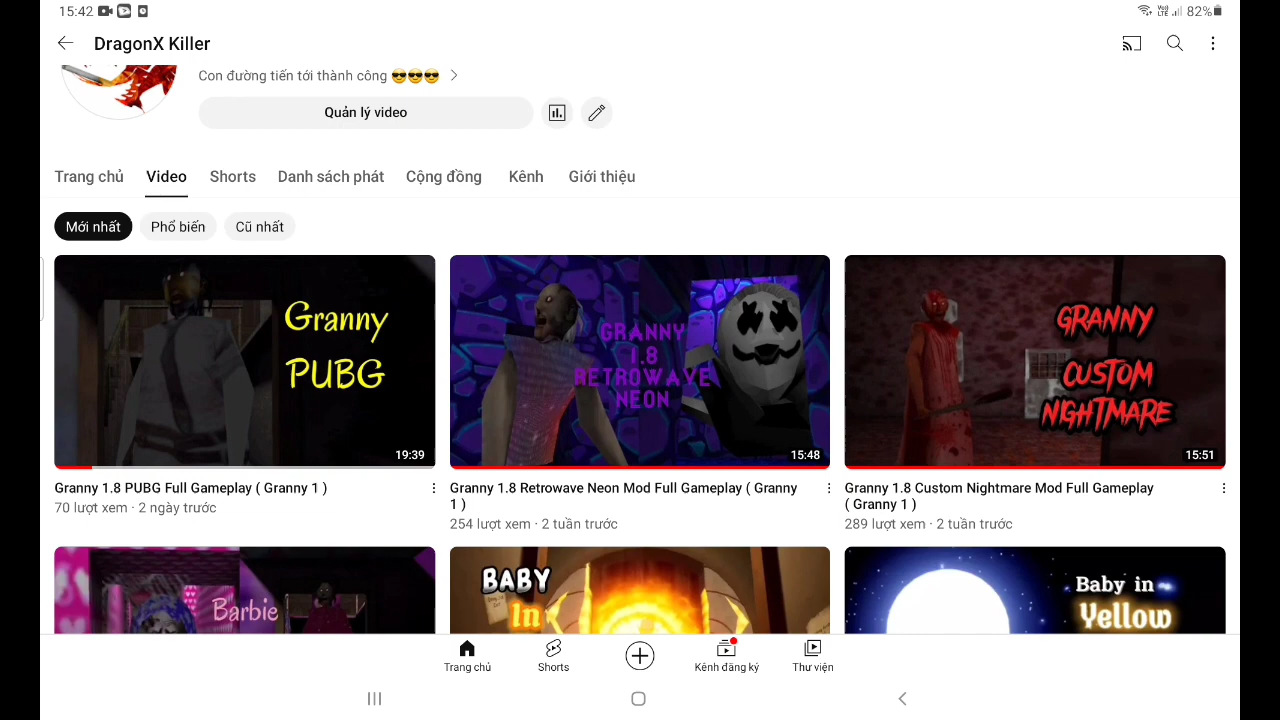 15:42
VoD LTE 82%
DragonX Killer
Con đường tiến tới thành công 😎😎😎
Quản lý video
Trang chủ Video Shorts Danh sách phát Cộng đồng Kênh Giới thiệu
Mới nhất Phổ biến Cũ nhất
Granny
PUBG
19:39
GRANNY
1.8
RETROWAVE
NEON
15:48
GRANNY
CUSTOM
NIGHTMARE
15:51
Granny 1.8 PUBG Full Gameplay ( Granny 1 )
70 lượt xem · 2 ngày trước
Granny 1.8 Retrowave Neon Mod Full Gameplay ( Granny
1 )
254 lượt xem · 2 tuần trước
Granny 1.8 Custom Nightmare Mod Full Gameplay
( Granny 1 )
289 lượt xem · 2 tuần trước
Barbie
BABY
In
Baby in
Yellow
Trang chủ Shorts Kênh đăng ký Thư viện